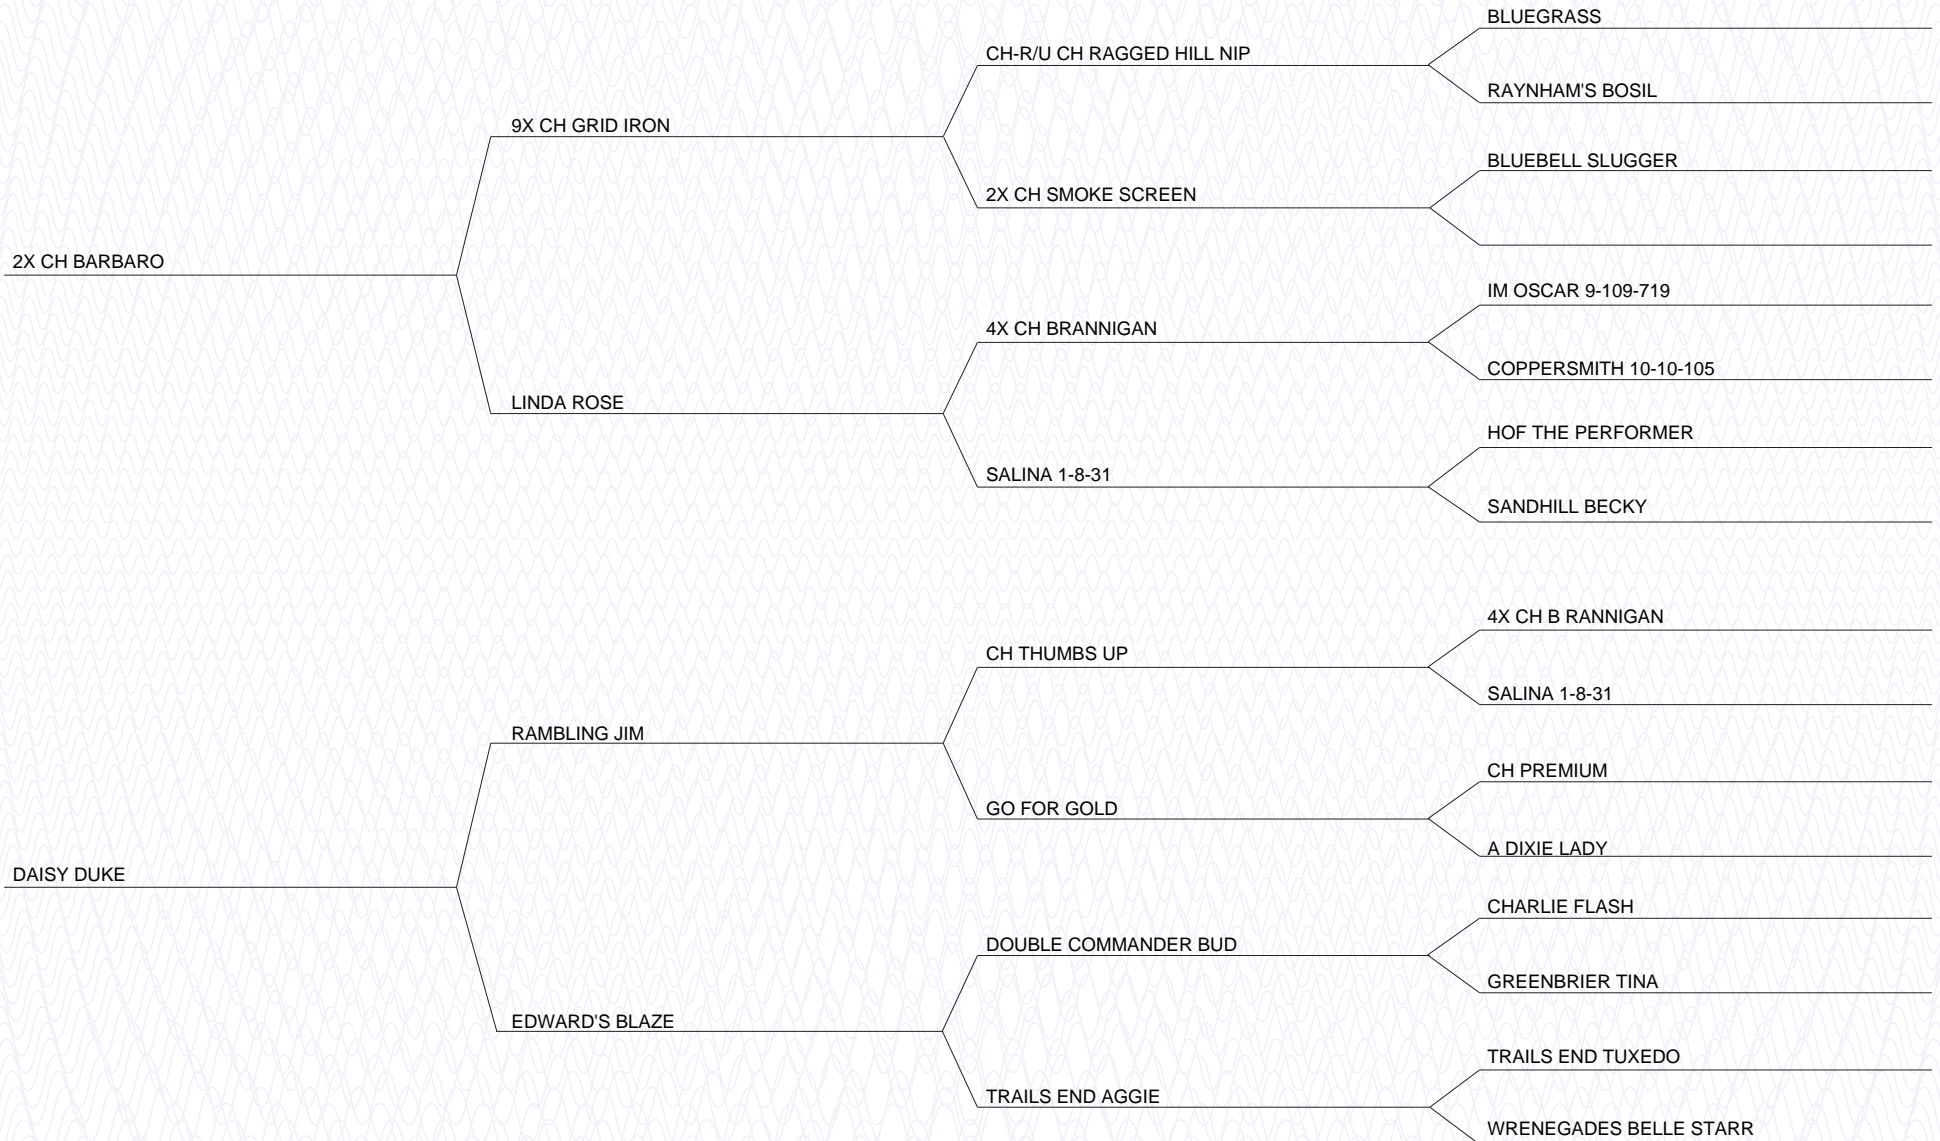 BLUEGRASS
CH-R/U CH RAGGED HILL NIP
RAYNHAM'S BOSIL
9X CH GRID IRON
BLUEBELL SLUGGER
2X CH SMOKE SCREEN
2X CH BARBARO
IM OSCAR 9-109-719
4X CH BRANNIGAN
COPPERSMITH 10-10-105
LINDA ROSE
HOF THE PERFORMER
SALINA 1-8-31
SANDHILL BECKY
4X CH B RANNIGAN
CH THUMBS UP
SALINA 1-8-31
RAMBLING JIM
CH PREMIUM
GO FOR GOLD
A DIXIE LADY
DAISY DUKE
CHARLIE FLASH
DOUBLE COMMANDER BUD
GREENBRIER TINA
EDWARD'S BLAZE
TRAILS END TUXEDO
TRAILS END AGGIE
WRENEGADES BELLE STARR